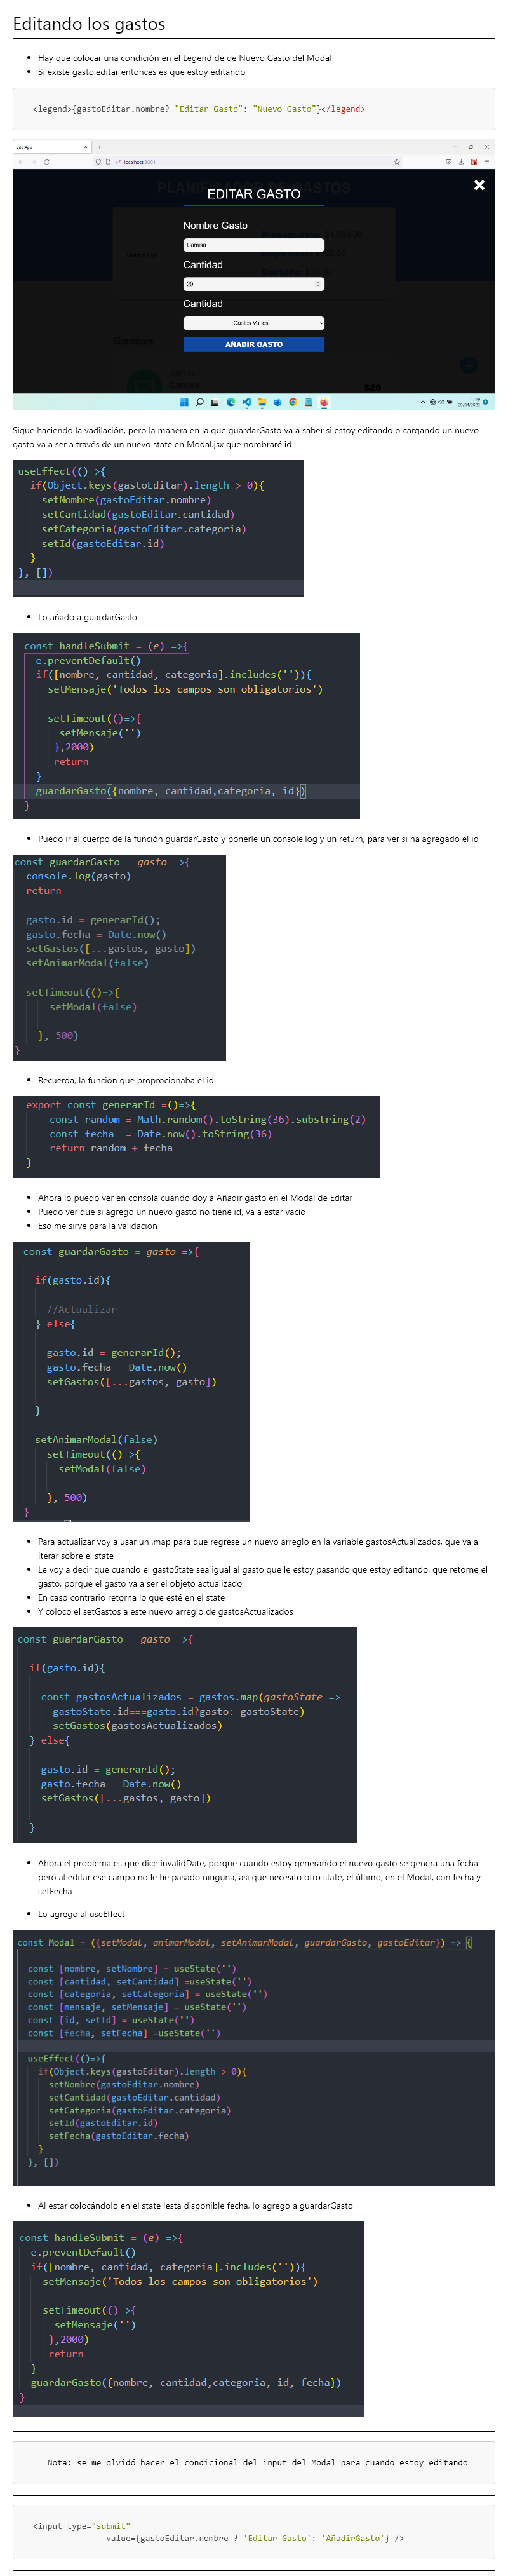 Editando los gastos
• Hay que colocar una condición en el Legend de de Nuevo Gasto del Modal
• Si existe gasto.editar entonces es que estoy editando
<legend>{gastoEditar.nombre? "Editar Gasto": "Nuevo Gasto"}</legend>
Vite App
localhost:3001
PLANIFICADOR DE GASTOS
EDITAR GASTO
Nombre Gasto
Camisa
Cantidad
20
Cantidad
Gastos Varios
AÑADIR GASTO
Gastos
$20
Sigue haciendo la vadilación, pero la manera en la que guardarGasto va a saber si estoy editando o cargando un nuevo
gasto va a ser a través de un nuevo state en Modal.jsx que nombraré id
useEffect(()=>{
if(Object.keys(gastoEditar).length > 0){
setNombre(gastoEditar.nombre)
setCantidad(gastoEditar.cantidad)
setCategoria(gastoEditar.categoria)
setId(gastoEditar.id)
}
}, [])
• Lo añado a guardarGasto
const handleSubmit = (e) =>{
e.preventDefault()
if([nombre, cantidad, categoria].includes('')){
setMensaje('Todos los campos son obligatorios')
setTimeout(()=>{
setMensaje('')
},2000)
return
}
guardarGasto({nombre, cantidad,categoria, id})
}
• Puedo ir al cuerpo de la función guardarGasto y ponerle un console.log y un return, para ver si ha agregado el id
const guardarGasto = gasto =>{
console.log(gasto)
return
gasto.id = generarId();
gasto.fecha = Date.now()
setGastos([...gastos, gasto])
setAnimarModal(false)
setTimeout(()=>{
setModal(false)
}, 500)
}
• Recuerda, la función que proprocionaba el id
export const generarId =()=>{
const random = Math.random().toString(36).substring(2)
const fecha = Date.now().toString(36)
return random + fecha
}
• Ahora lo puedo ver en consola cuando doy a Añadir gasto en el Modal de Editar
• Puedo ver que si agrego un nuevo gasto no tiene id, va a estar vacío
• Eso me sirve para la validacion
const guardarGasto = gasto =>{
if(gasto.id){
//Actualizar
} else{
gasto.id = generarId();
gasto.fecha = Date.now()
setGastos([...gastos, gasto])
}
setAnimarModal(false)
setTimeout(()=>{
setModal(false)
}, 500)
}
• Para actualizar voy a usar un .map para que regrese un nuevo arreglo en la variable gastosActualizados, que va a
iterar sobre el state
• Le voy a decir que cuando el gastoState sea igual al gasto que le estoy pasando que estoy editando, que retorne el
gasto, porque el gasto va a ser el objeto actualizado
• En caso contrario retorna lo que esté en el state
• Y coloco el setGastos a este nuevo arreglo de gastosActualizados
const guardarGasto = gasto =>{
if(gasto.id){
const gastosActualizados = gastos.map(gastoState =>
gastoState.id===gasto.id?gasto: gastoState)
setGastos(gastosActualizados)
} else{
gasto.id = generarId();
gasto.fecha = Date.now()
setGastos([...gastos, gasto])
}
• Ahora el problema es que dice invalidDate, porque cuando estoy generando el nuevo gasto se genera una fecha
pero al editar ese campo no le he pasado ninguna, asi que necesito otro state, el último, en el Modal, con fecha y
setFecha
• Lo agrego al useEffect
const Modal = ({setModal, animarModal, setAnimarModal, guardarGasto, gastoEditar}) => {
const [nombre, setNombre] = useState('')
const [cantidad, setCantidad] =useState('')
const [categoria, setCategoria] = useState('')
const [mensaje, setMensaje] = useState('')
const [id, setId] = useState('')
const [fecha, setFecha] =useState('')
useEffect(()=>{
if(Object.keys(gastoEditar).length > 0){
setNombre(gastoEditar.nombre)
setCantidad(gastoEditar.cantidad)
setCategoria(gastoEditar.categoria)
setId(gastoEditar.id)
setFecha(gastoEditar.fecha)
}
}, [])
• Al estar colocándolo en el state lesta disponible fecha, lo agrego a guardarGasto
const handleSubmit = (e) =>{
e.preventDefault()
if([nombre, cantidad, categoria].includes('')){
setMensaje('Todos los campos son obligatorios')
setTimeout(()=>{
setMensaje('')
},2000)
return
}
guardarGasto({nombre, cantidad,categoria, id, fecha})
}
Nota: se me olvidó hacer el condicional del input del Modal para cuando estoy editando
<input type="submit"
value={gastoEditar.nombre ? 'Editar Gasto': 'AñadirGasto'} />